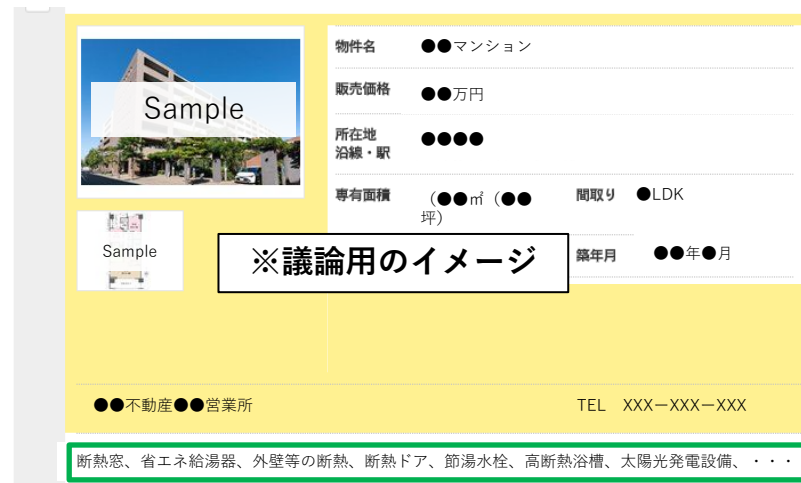 Sample
物件名 ●●マンション
販売価格 ●●万円
所在地
沿線・駅 ●●●●
専有面積 (●●㎡(●●
坪)
間取り ●LDK
Sample
※議論用のイメージ
築年月 ●●年●月
●●不動産●●営業所 TEL XXX-XXX-XXX
断熱窓、省エネ給湯器、外壁等の断熱、断熱ドア、節湯水栓、高断熱浴槽、太陽光発電設備、・・・